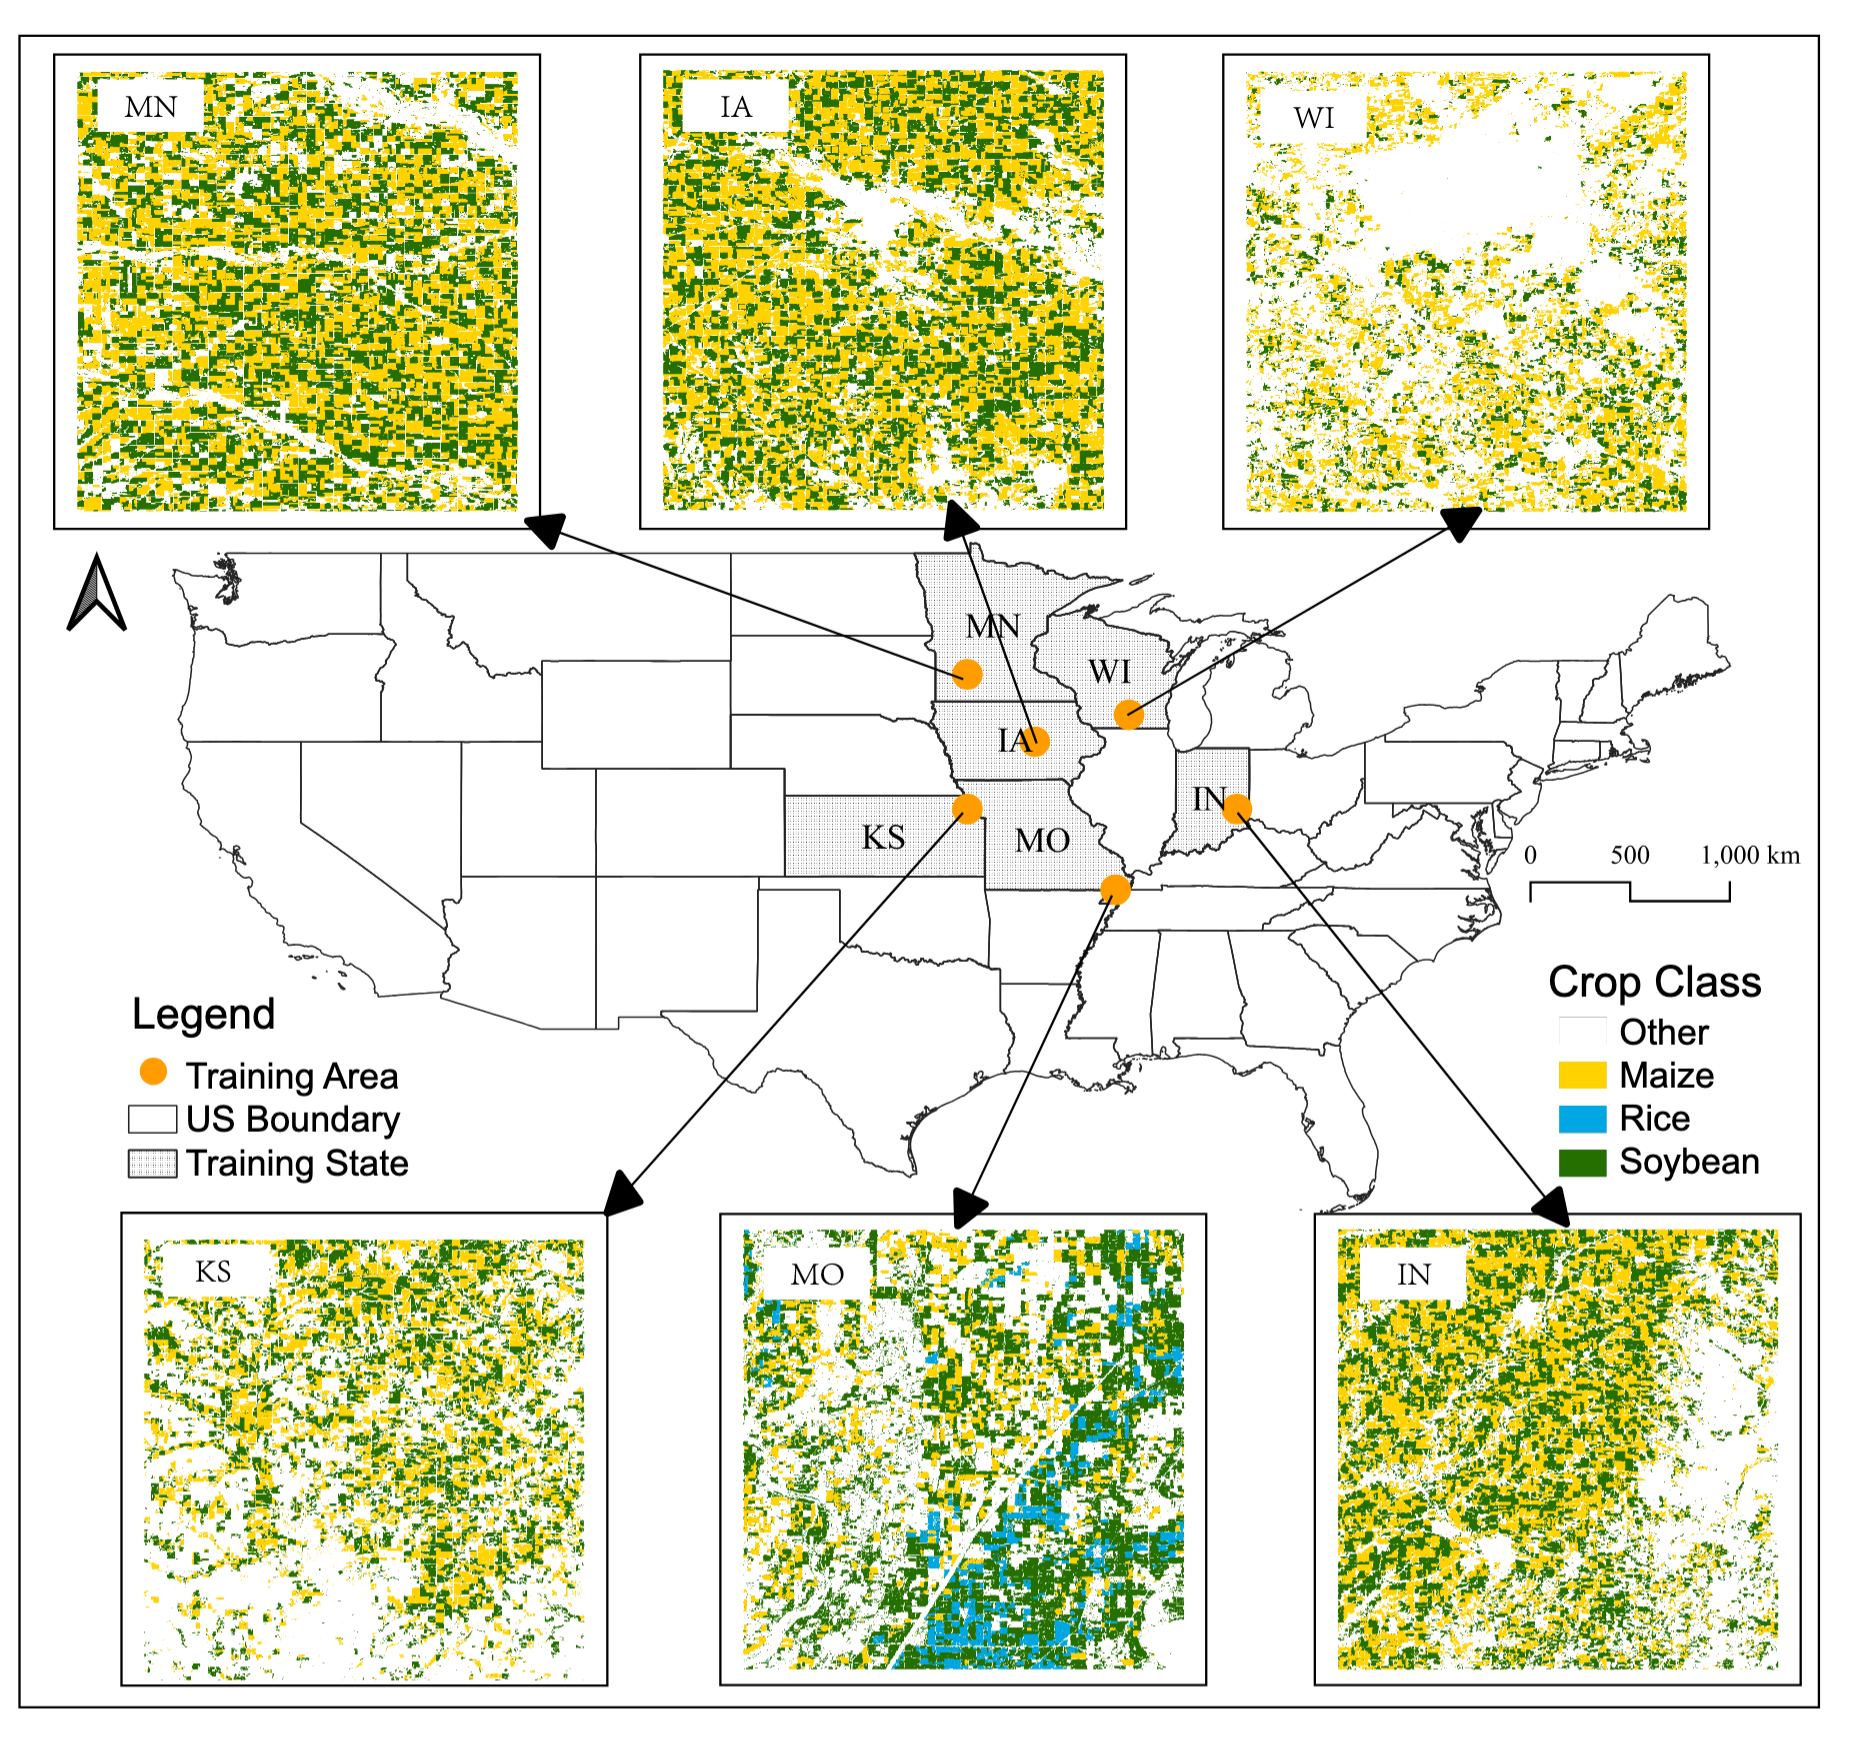 MN
IA
WI
MN
WI
IA
IN
KS
MO
0 500 1,000 km
Legend
Training Area
US Boundary
Training State
Crop Class
Other
Maize
Rice
Soybean
KS
MO
IN